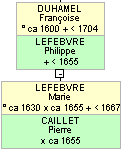 DUHAMEL
Françoise
° ca 1600 + < 1704
LEFEBVRE
Philippe
+ < 1655
-
LEFEBVRE
Marie
° ca 1630 x ca 1655 + < 1667
CAILLET
Pierre
x ca 1655